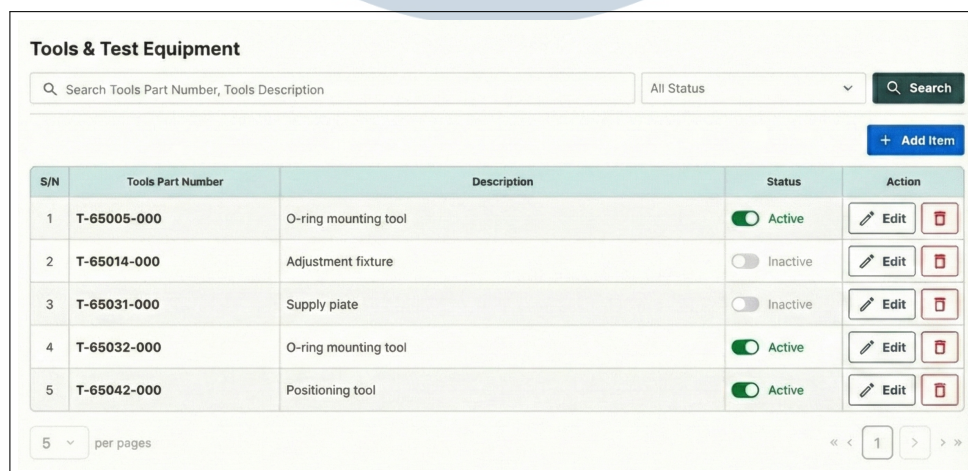 Tools & Test Equipment
Search Tools Part Number, Tools Description All Status Search
+ Add Item
S/N Tools Part Number Description Status Action
1 T-65005-000 O-ring mounting tool Active Edit
2 T-65014-000 Adjustment fixture Inactive Edit
3 T-65031-000 Supply piate Inactive Edit
4 T-65032-000 O-ring mounting tool Active Edit
5 T-65042-000 Positioning tool Active Edit
5 per pages « < 1 > > »